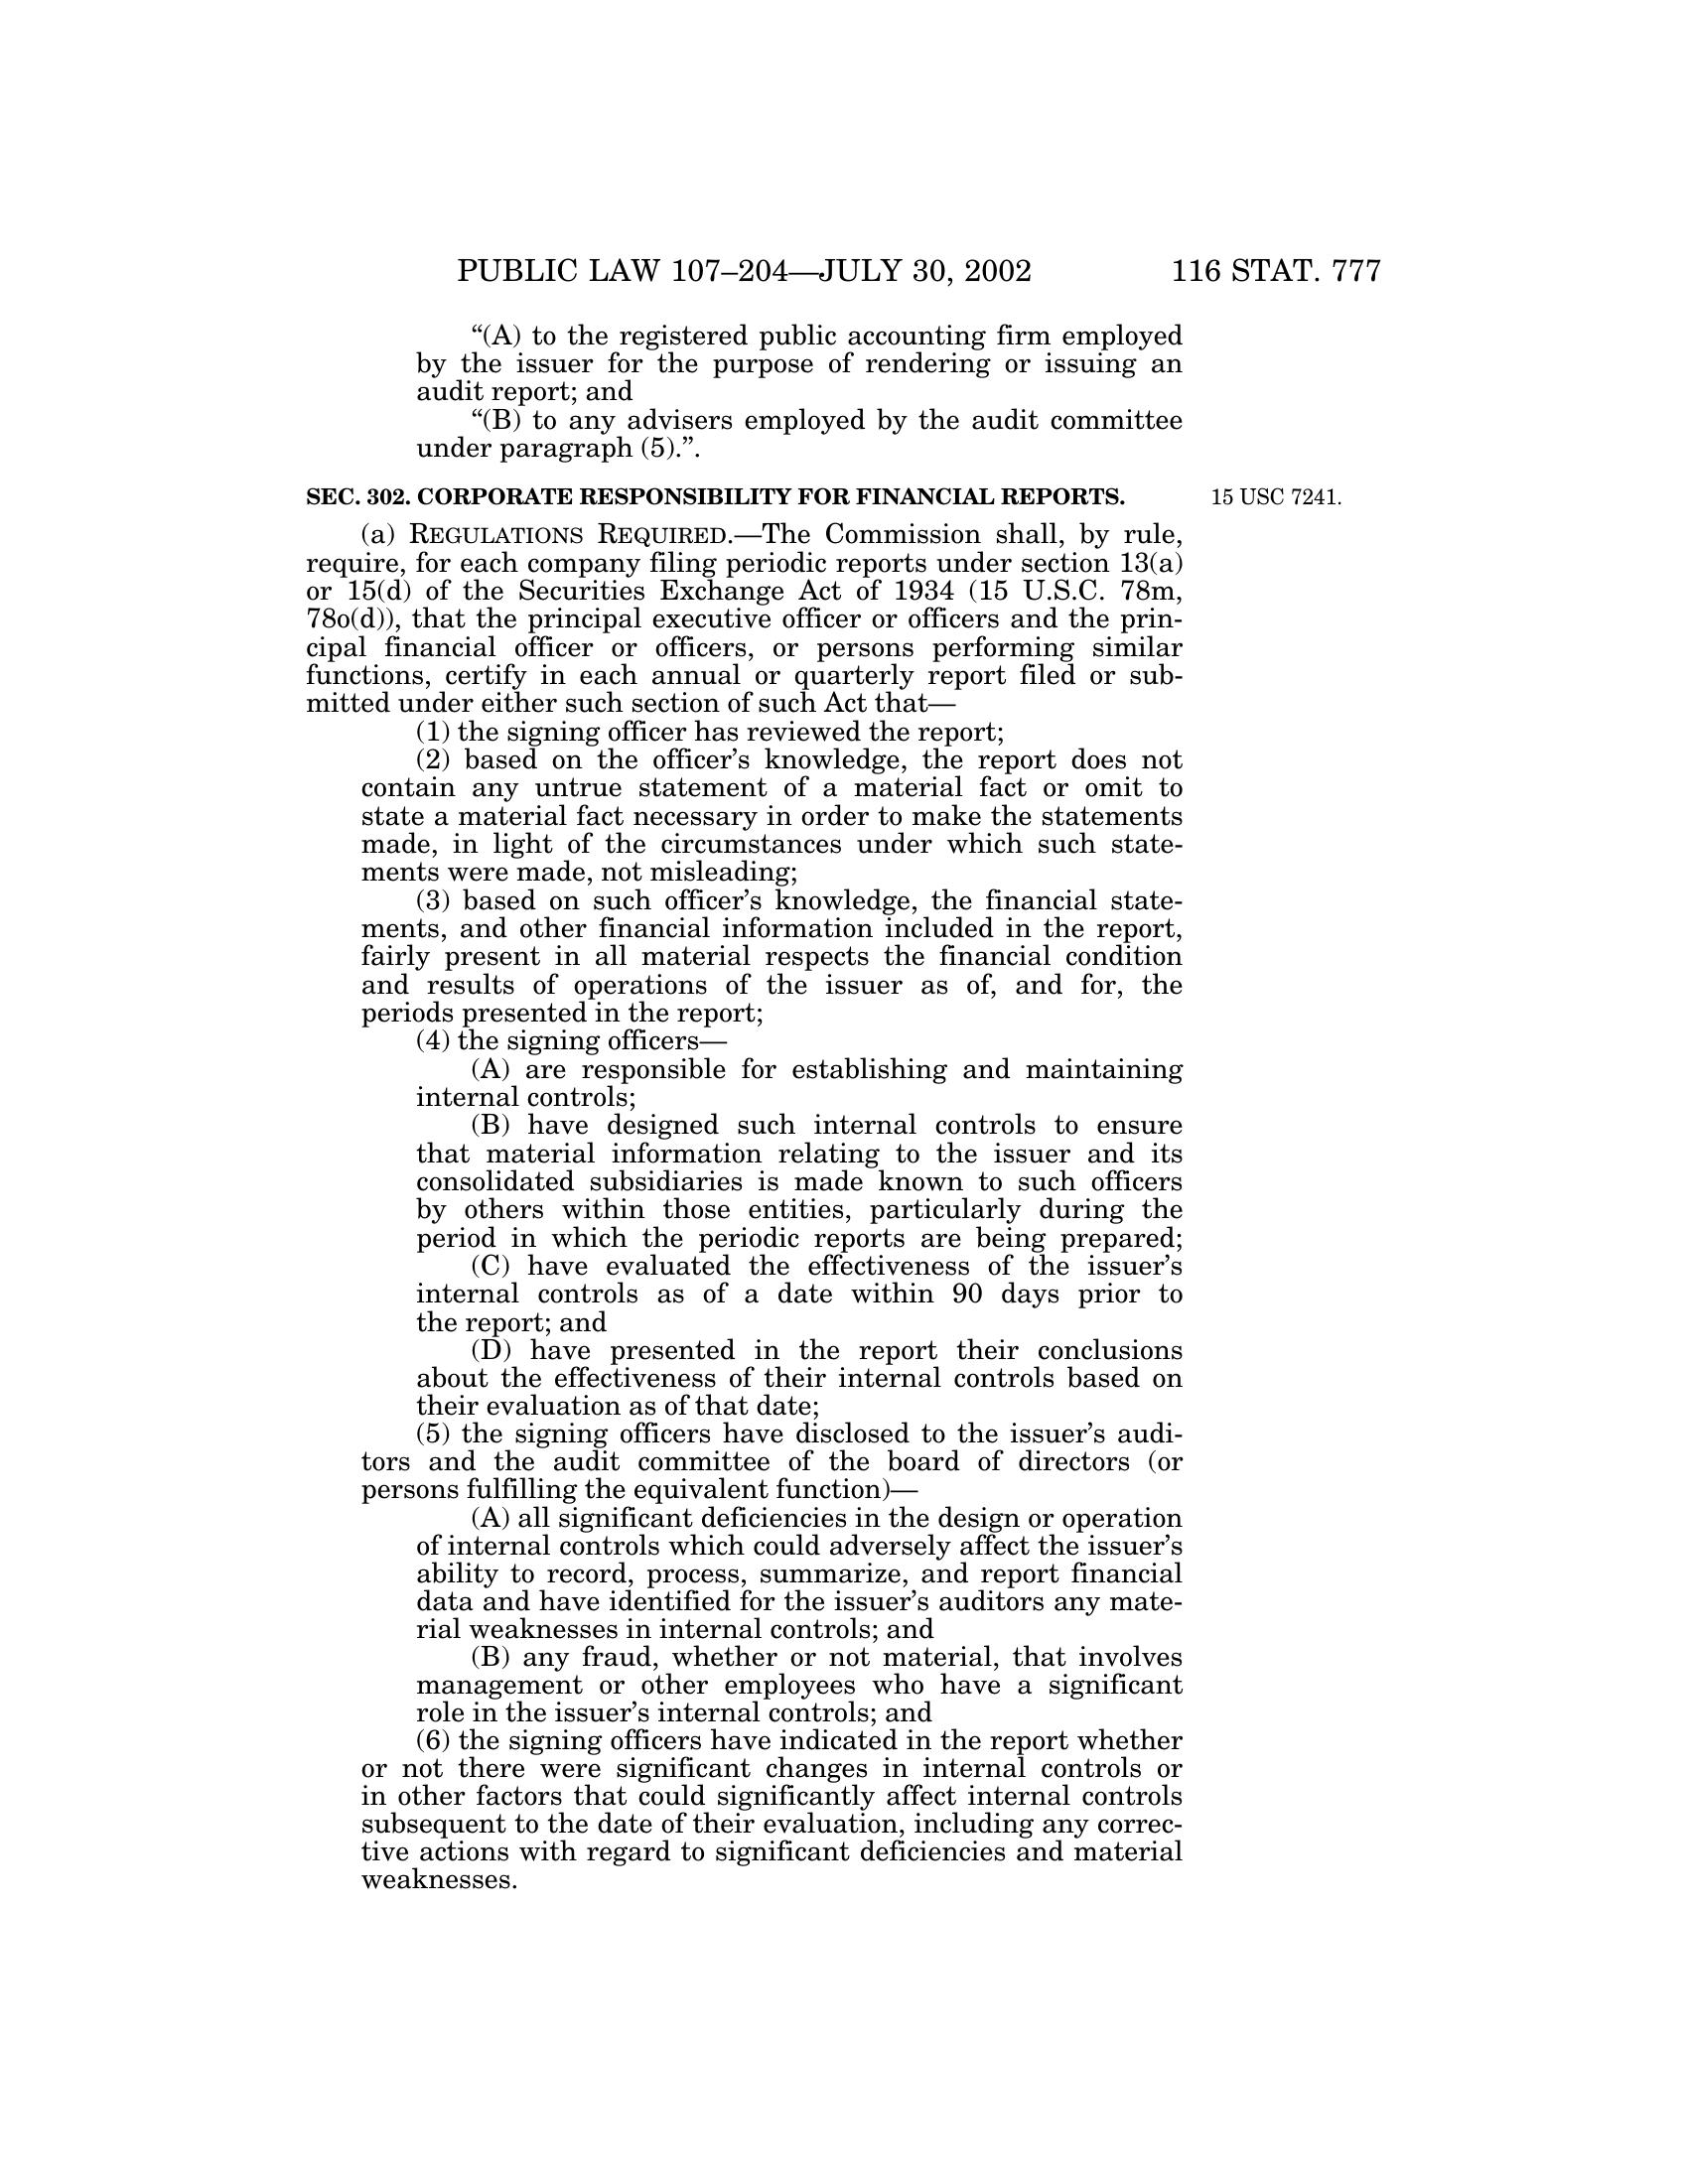 PUBLIC LAW 107–204—JULY 30, 2002 116 STAT. 777
“(A) to the registered public accounting firm employed
by the issuer for the purpose of rendering or issuing an
audit report; and
“(B) to any advisers employed by the audit committee
under paragraph (5).”.
SEC. 302. CORPORATE RESPONSIBILITY FOR FINANCIAL REPORTS. 15 USC 7241.
(a) REGULATIONS REQUIRED.—The Commission shall, by rule,
require, for each company filing periodic reports under section 13(a)
or 15(d) of the Securities Exchange Act of 1934 (15 U.S.C. 78m,
78o(d)), that the principal executive officer or officers and the prin-
cipal financial officer or officers, or persons performing similar
functions, certify in each annual or quarterly report filed or sub-
mitted under either such section of such Act that—
(1) the signing officer has reviewed the report;
(2) based on the officer’s knowledge, the report does not
contain any untrue statement of a material fact or omit to
state a material fact necessary in order to make the statements
made, in light of the circumstances under which such state-
ments were made, not misleading;
(3) based on such officer’s knowledge, the financial state-
ments, and other financial information included in the report,
fairly present in all material respects the financial condition
and results of operations of the issuer as of, and for, the
periods presented in the report;
(4) the signing officers—
(A) are responsible for establishing and maintaining
internal controls;
(B) have designed such internal controls to ensure
that material information relating to the issuer and its
consolidated subsidiaries is made known to such officers
by others within those entities, particularly during the
period in which the periodic reports are being prepared;
(C) have evaluated the effectiveness of the issuer’s
internal controls as of a date within 90 days prior to
the report; and
(D) have presented in the report their conclusions
about the effectiveness of their internal controls based on
their evaluation as of that date;
(5) the signing officers have disclosed to the issuer’s audi-
tors and the audit committee of the board of directors (or
persons fulfilling the equivalent function)—
(A) all significant deficiencies in the design or operation
of internal controls which could adversely affect the issuer’s
ability to record, process, summarize, and report financial
data and have identified for the issuer’s auditors any mate-
rial weaknesses in internal controls; and
(B) any fraud, whether or not material, that involves
management or other employees who have a significant
role in the issuer’s internal controls; and
(6) the signing officers have indicated in the report whether
or not there were significant changes in internal controls or
in other factors that could significantly affect internal controls
subsequent to the date of their evaluation, including any correc-
tive actions with regard to significant deficiencies and material
weaknesses.